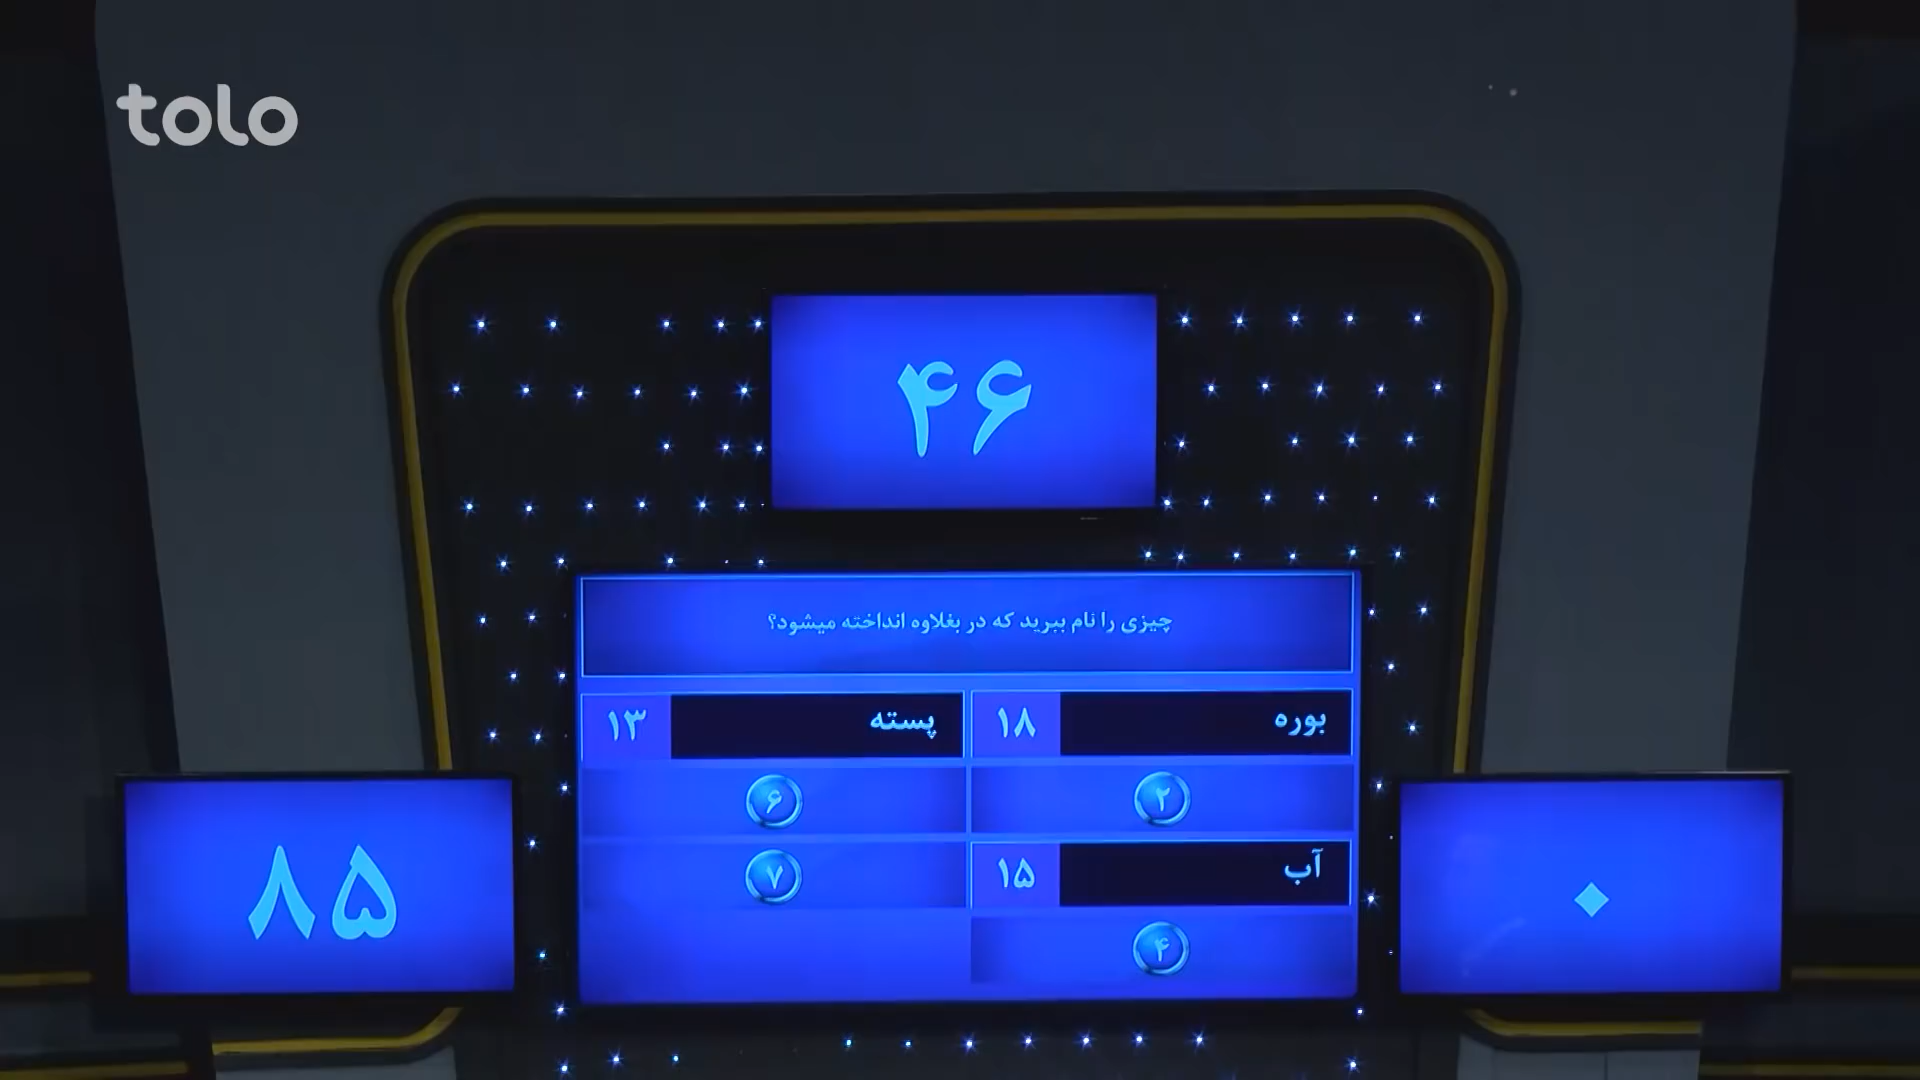 tolo
۴۶
چیزی را نام ببرید که در بغلاوه انداخته میشود؟
بوره ۱۸
پسته ۱۳
۲
۶
آب ۱۵
۷
۴
۸۵
۰